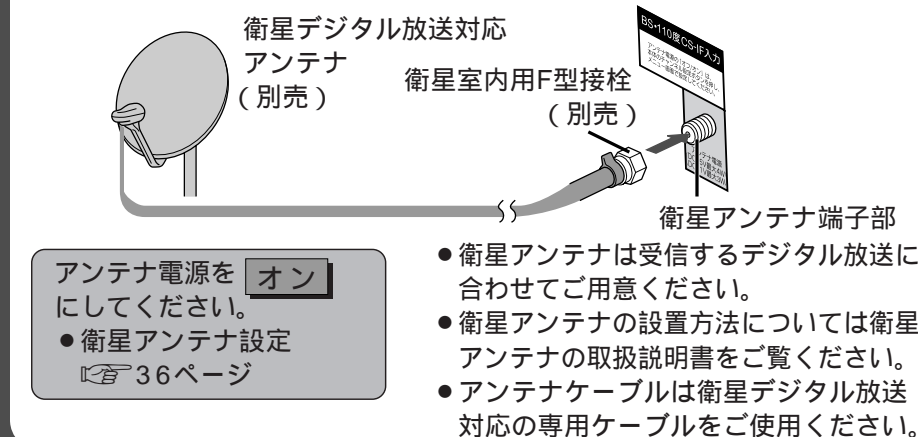 衛星デジタル放送対応
アンテナ
(別売)
衛星室内用F型接栓
(別売)
BS・110度CS-IF入力
衛星アンテナ端子部
アンテナ電源を オン
にしてください。
●衛星アンテナ設定
36ページ
●衛星アンテナは受信するデジタル放送に
合わせてご用意ください。
●衛星アンテナの設置方法については衛星
アンテナの取扱説明書をご覧ください。
●アンテナケーブルは衛星デジタル放送
対応の専用ケーブルをご使用ください。